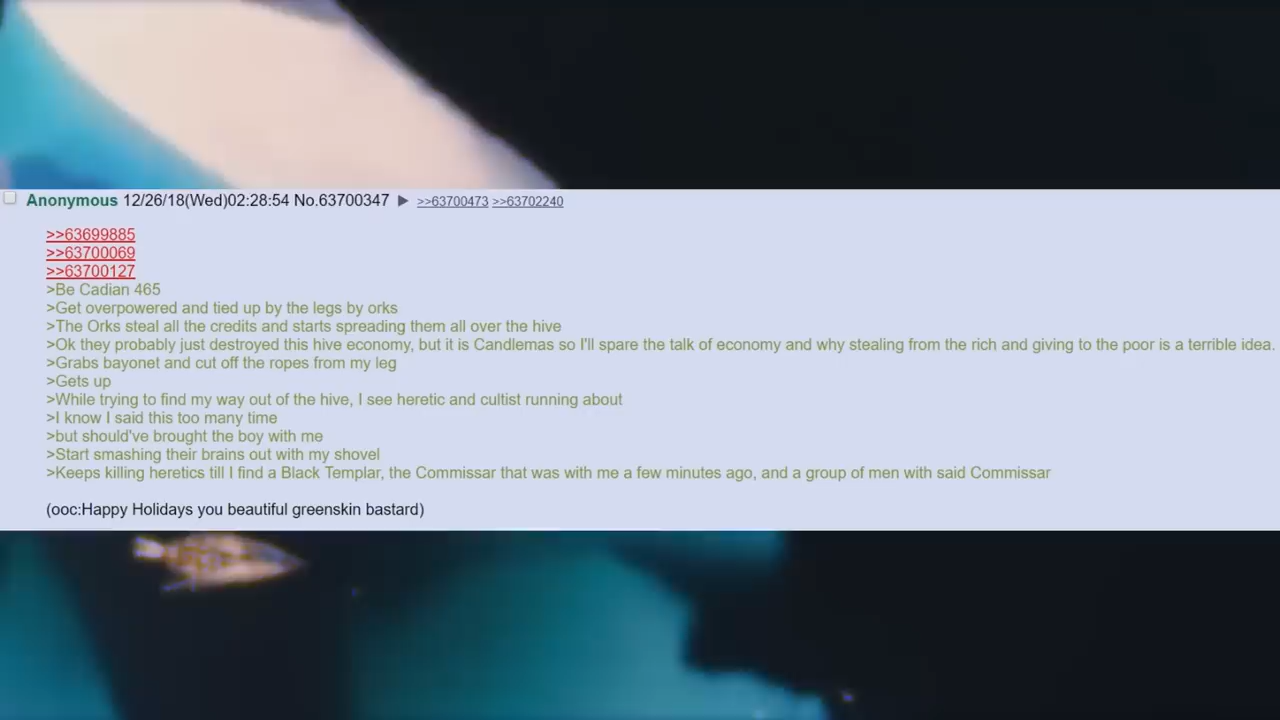 Anonymous 12/26/18(Wed)02:28:54 No.63700347 ▶ >>63700473 >>63702240
>>63699885
>>63700069
>>63700127
>Be Cadian 465
>Get overpowered and tied up by the legs by orks
>The Orks steal all the credits and starts spreading them all over the hive
>Ok they probably just destroyed this hive economy, but it is Candlemas so I'll spare the talk of economy and why stealing from the rich and giving to the poor is a terrible idea.
>Grabs bayonet and cut off the ropes from my leg
>Gets up
>While trying to find my way out of the hive, I see heretic and cultist running about
>I know I said this too many time
>but should've brought the boy with me
>Start smashing their brains out with my shovel
>Keeps killing heretics till I find a Black Templar, the Commissar that was with me a few minutes ago, and a group of men with said Commissar
(ooc:Happy Holidays you beautiful greenskin bastard)